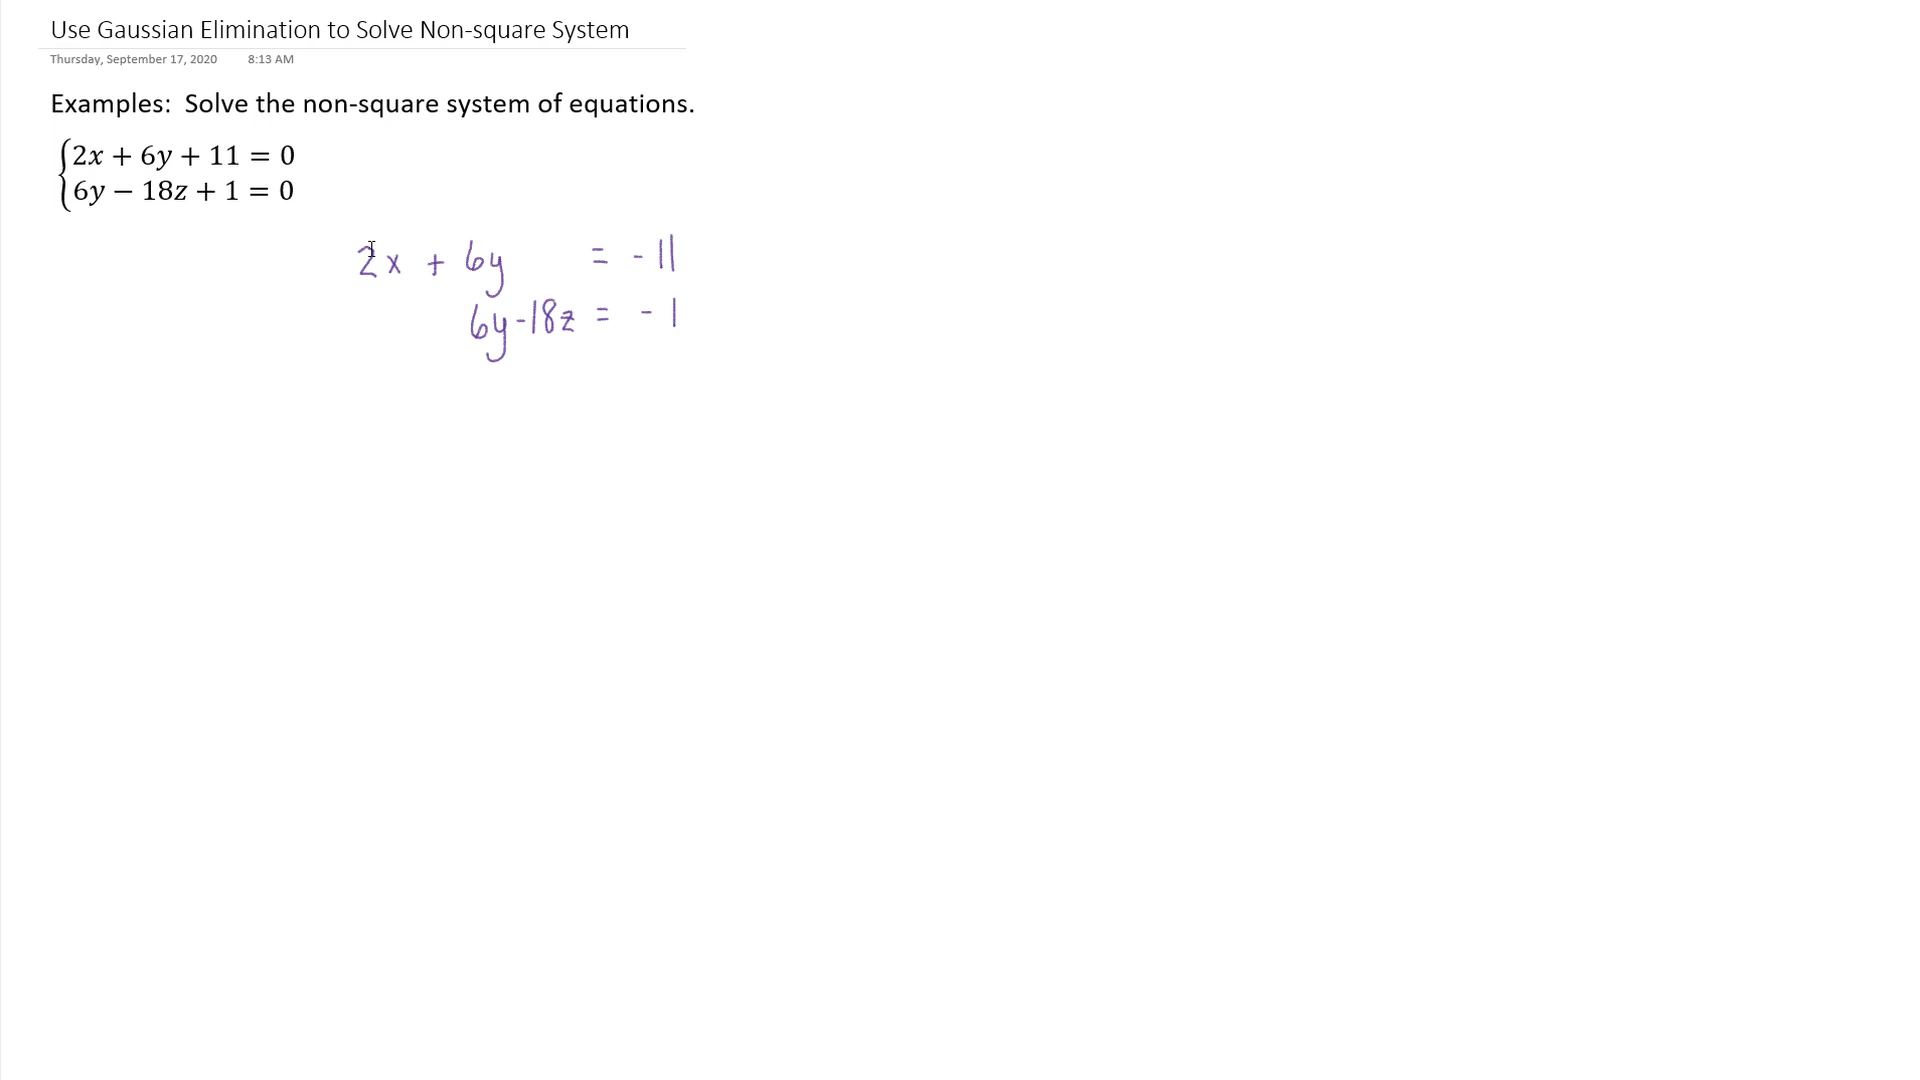 Use Gaussian Elimination to Solve Non-square System
Thursday, September 17, 2020 8:13 AM
Examples: Solve the non-square system of equations.
2x + 6y + 11 = 0
6y − 18z + 1 = 0
2x + 6y = - 11
6y - 18z = - 1